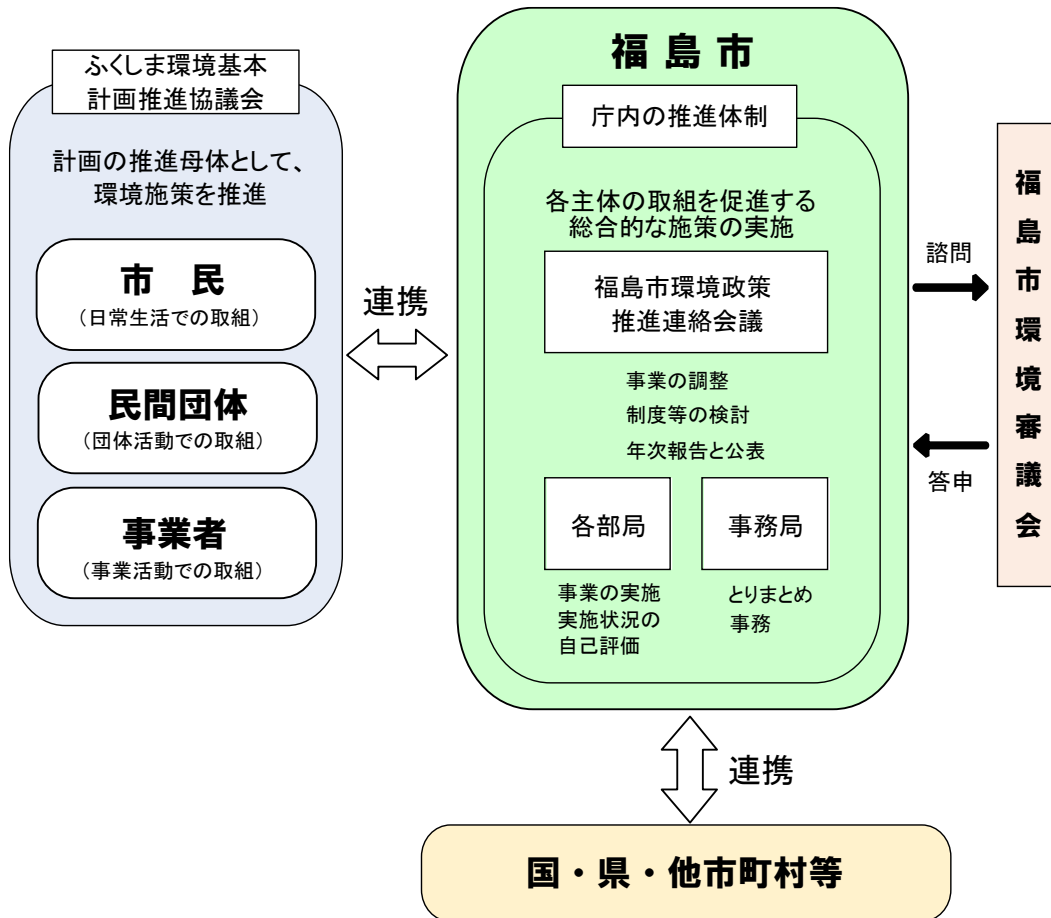 ふくしま環境基本
計画推進協議会
計画の推進母体として、
環境施策を推進
市　民
（日常生活での取組）
民間団体
（団体活動での取組）
事業者
（事業活動での取組）
連携
福島市
庁内の推進体制
各主体の取組を促進する
総合的な施策の実施
福島市環境政策
推進連絡会議
事業の調整
制度等の検討
年次報告と公表
各部局
事業の実施
実施状況の
自己評価
事務局
とりまとめ
事務
諮問
答申
福島市環境審議会
連携
国・県・他市町村等